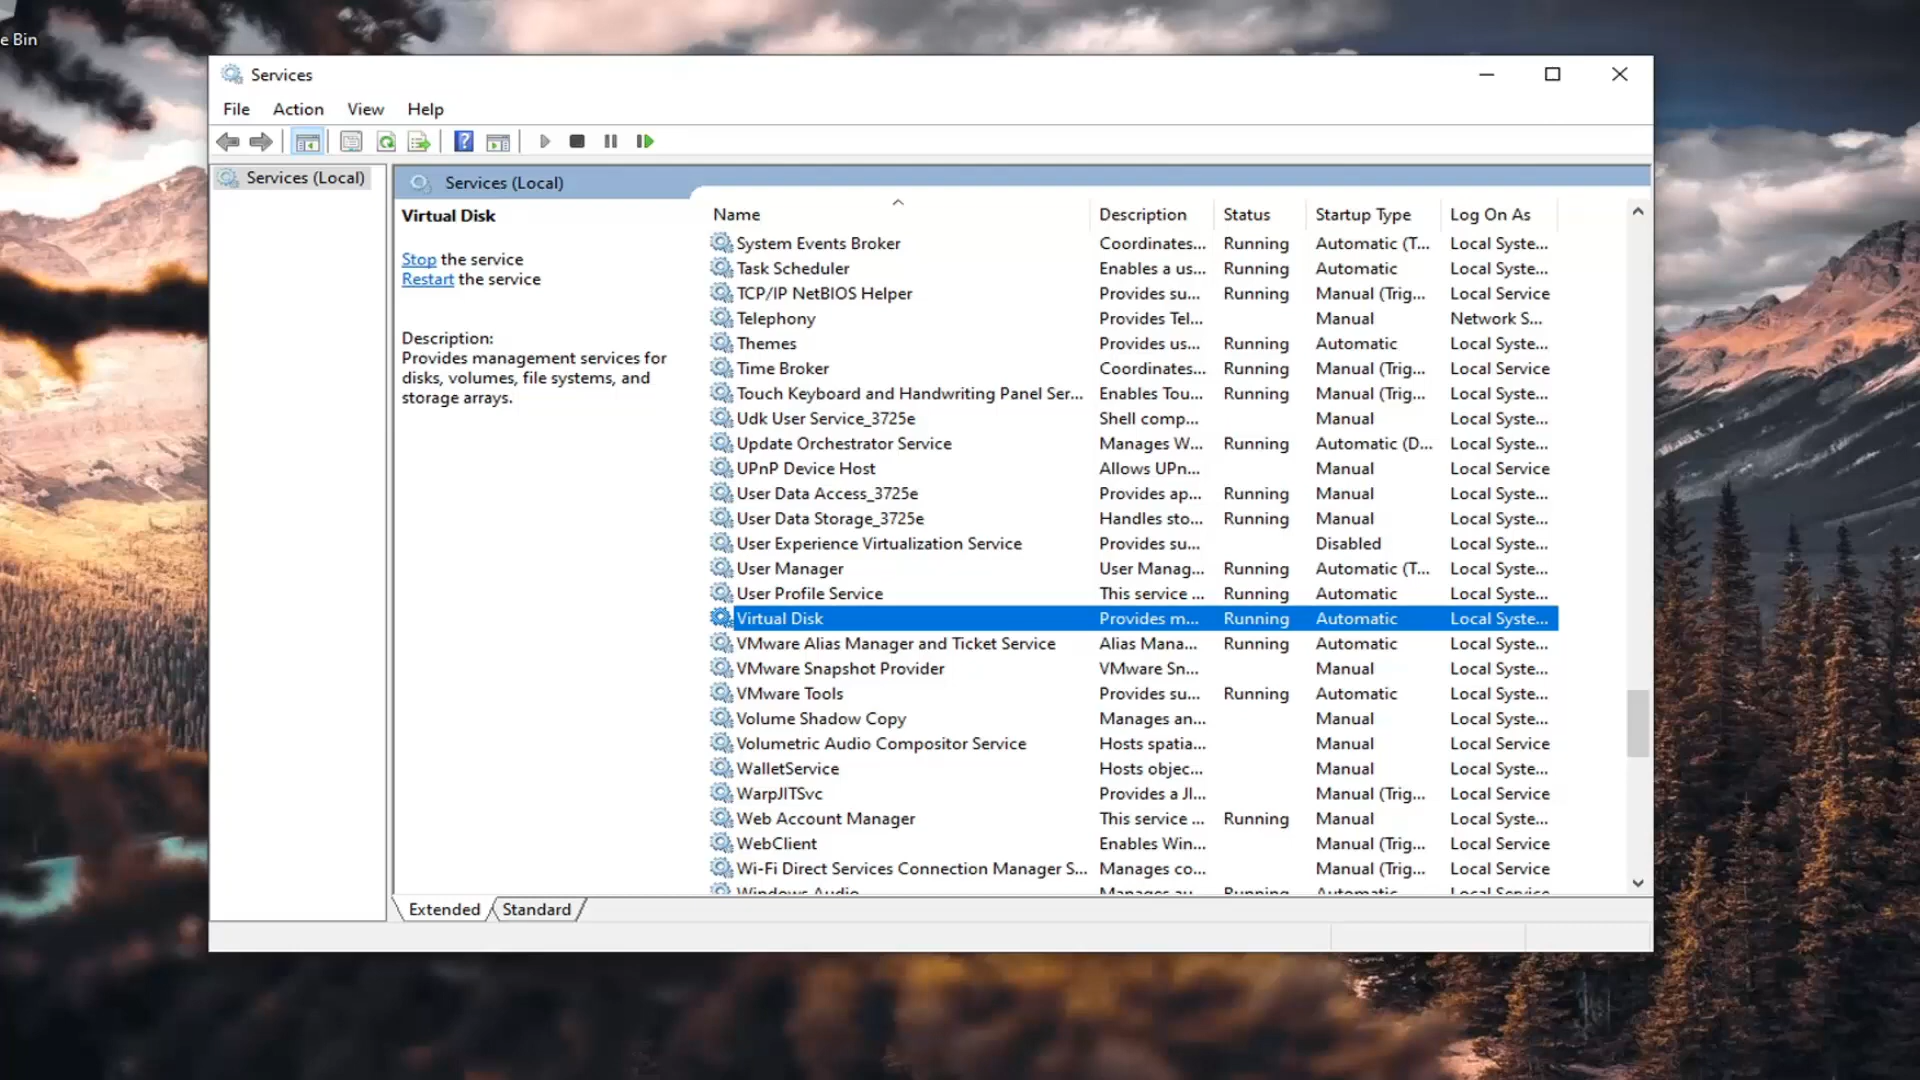 e Bin
Services
File Action View Help
Services (Local)
Services (Local)
Virtual Disk
Stop the service
Restart the service
Description:
Provides management services for
disks, volumes, file systems, and
storage arrays.
Name Description Status Startup Type Log On As
System Events Broker Coordinates... Running Automatic (T... Local Syste...
Task Scheduler Enables a us... Running Automatic Local Syste...
TCP/IP NetBIOS Helper Provides su... Running Manual (Trig... Local Service
Telephony Provides Tel... Manual Network S...
Themes Provides us... Running Automatic Local Syste...
Time Broker Coordinates... Running Manual (Trig... Local Service
Touch Keyboard and Handwriting Panel Ser... Enables Tou... Running Manual (Trig... Local Syste...
Udk User Service_3725e Shell comp... Manual Local Syste...
Update Orchestrator Service Manages W... Running Automatic (D... Local Syste...
UPnP Device Host Allows UPn... Manual Local Service
User Data Access_3725e Provides ap... Running Manual Local Syste...
User Data Storage_3725e Handles sto... Running Manual Local Syste...
User Experience Virtualization Service Provides su... Disabled Local Syste...
User Manager User Manag... Running Automatic (T... Local Syste...
User Profile Service This service ... Running Automatic Local Syste...
Virtual Disk Provides m... Running Automatic Local Syste...
VMware Alias Manager and Ticket Service Alias Mana... Running Automatic Local Syste...
VMware Snapshot Provider VMware Sn... Manual Local Syste...
VMware Tools Provides su... Running Automatic Local Syste...
Volume Shadow Copy Manages an... Manual Local Syste...
Volumetric Audio Compositor Service Hosts spatia... Manual Local Service
WalletService Hosts objec... Manual Local Syste...
WarpJITSvc Provides a JI... Manual (Trig... Local Service
Web Account Manager This service ... Running Manual Local Syste...
WebClient Enables Win... Manual (Trig... Local Service
Wi-Fi Direct Services Connection Manager S... Manages co... Manual (Trig... Local Service
Windows Audio Manages au... Running Automatic Local Service
Extended Standard